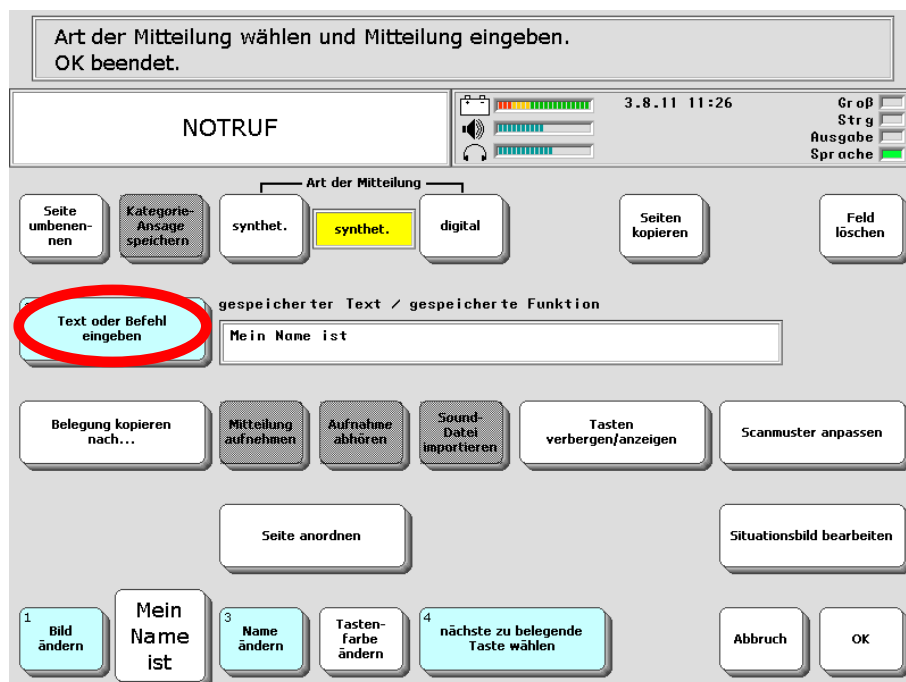 Art der Mitteilung wählen und Mitteilung eingeben.
OK beendet.
NOTRUF
3.8.11 11:26
Groß
Strg
Ausgabe
Sprache
Art der Mitteilung
Seite
umbenen-
nen
Kategorie-
Ansage
speichern
synthet.
synthet.
digital
Seiten
kopieren
Feld
löschen
Text oder Befehl
eingeben
gespeicherter Text / gespeicherte Funktion
Mein Name ist
Belegung kopieren
nach...
Mitteilung
aufnehmen
Aufnahme
abhören
Sound-
Datei
importieren
Tasten
verbergen/anzeigen
Scanmuster anpassen
Seite anordnen
Situationsbild bearbeiten
1
Bild
ändern
Mein
Name
ist
3
Name
ändern
Tasten-
farbe
ändern
4
nächste zu belegende
Taste wählen
Abbruch
OK